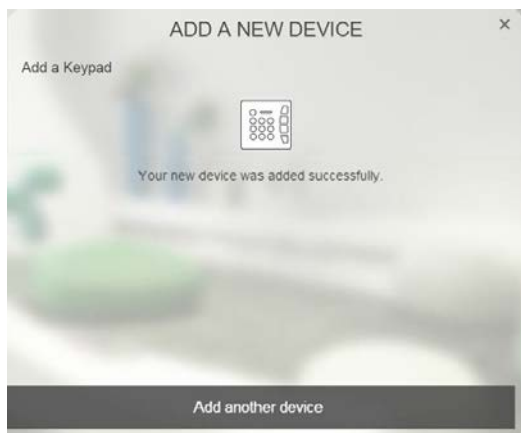 ADD A NEW DEVICE
×
Add a Keypad
Your new device was added successfully.
Add another device